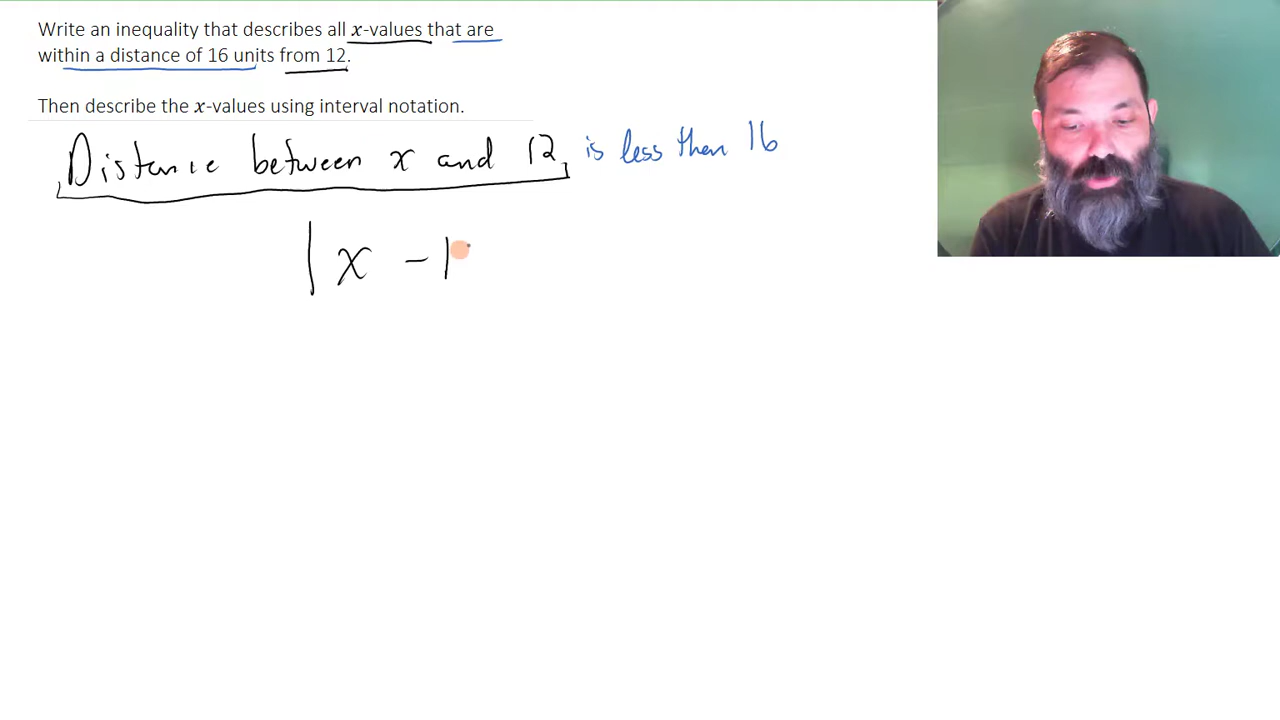 Write an inequality that describes all x-values that are
within a distance of 16 units from 12.
Then describe the x-values using interval notation.
Distance between x and 12, is less then 16
|x - 1